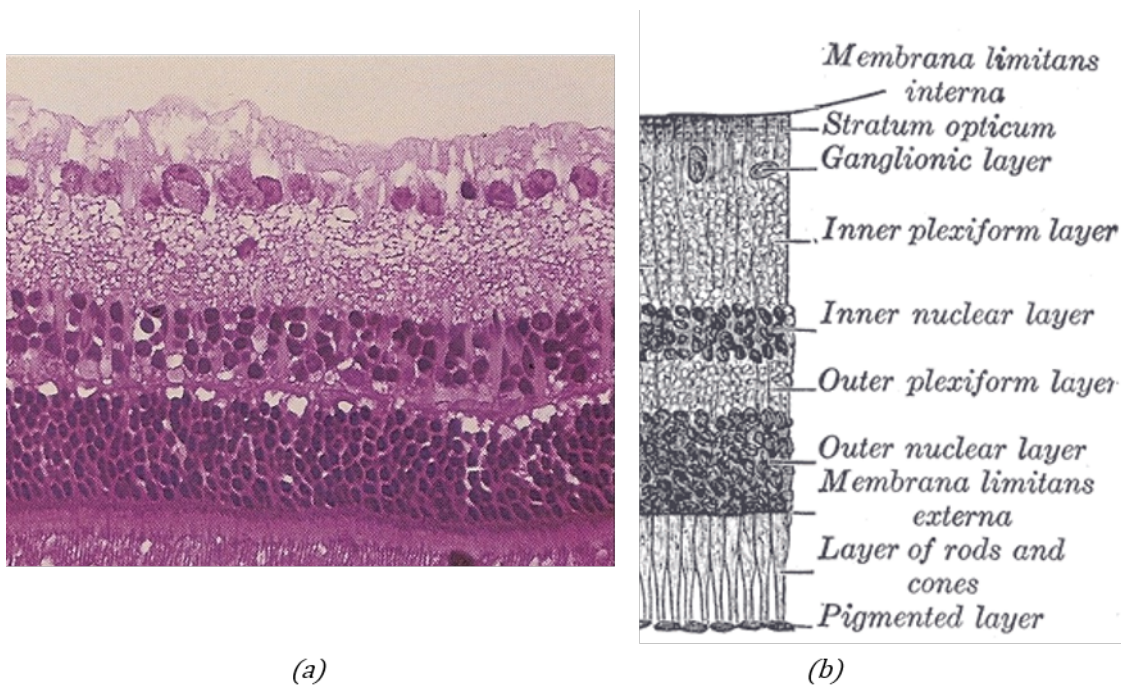 Membrana limitans
interna
Stratum opticum
Ganglionic layer
Inner plexiform layer
Inner nuclear layer
Outer plexiform layer
Outer nuclear layer
Membrana limitans
externa
Layer of rods and
cones
Pigmented layer
(a)
(b)